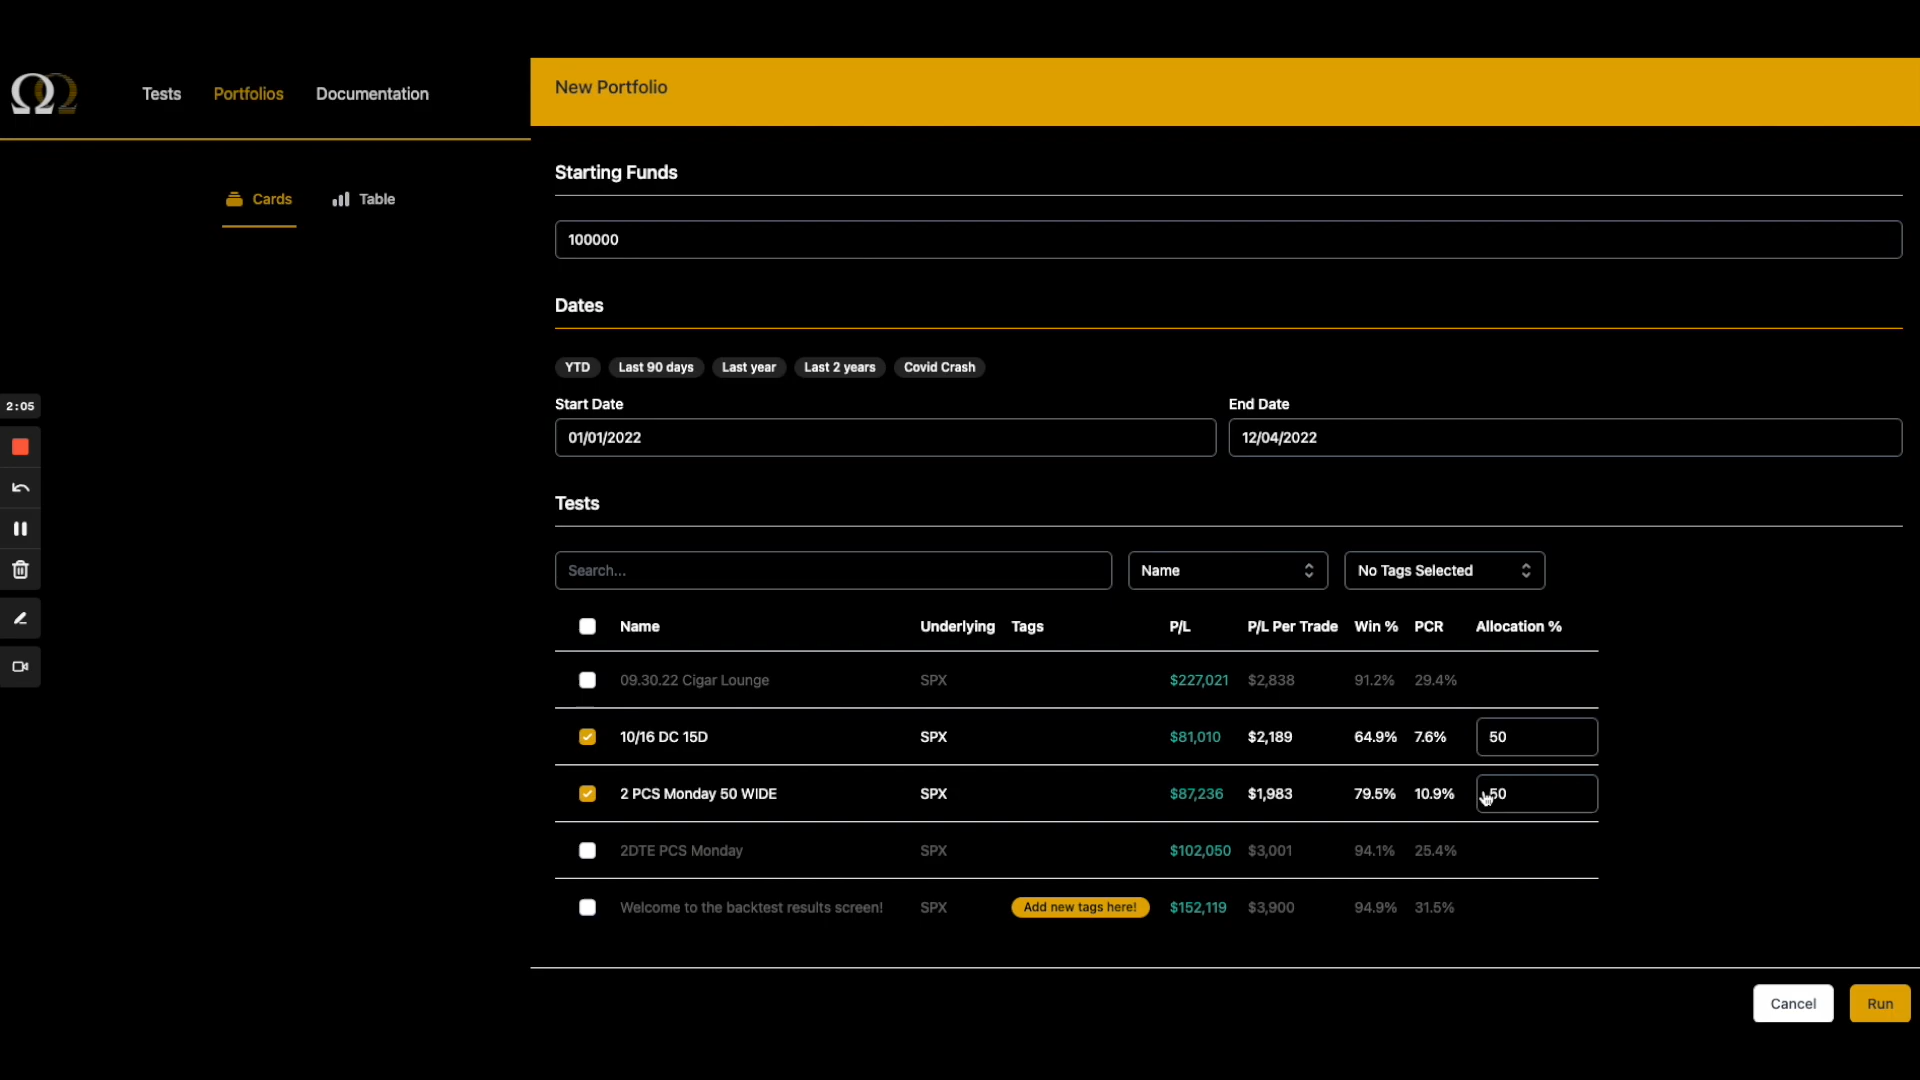 Tests Portfolios Documentation
New Portfolio
Cards Table
Starting Funds
100000
Dates
YTD Last 90 days Last year Last 2 years Covid Crash
Start Date End Date
01/01/2022 12/04/2022
2:05
Tests
Search... Name No Tags Selected
Name Underlying Tags P/L P/L Per Trade Win % PCR Allocation %
09.30.22 Cigar Lounge SPX $227,021 $2,838 91.2% 29.4%
10/16 DC 15D SPX $81,010 $2,189 64.9% 7.6% 50
2 PCS Monday 50 WIDE SPX $87,236 $1,983 79.5% 10.9% 50
2DTE PCS Monday SPX $102,050 $3,001 94.1% 25.4%
Welcome to the backtest results screen! SPX Add new tags here! $152,119 $3,900 94.9% 31.5%
Cancel Run